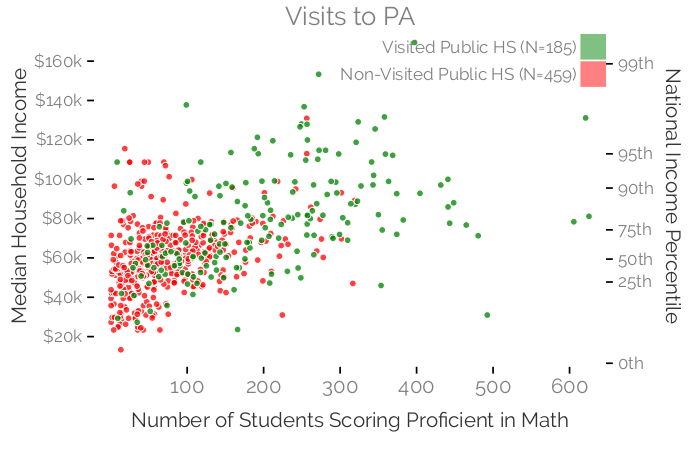 Visits to PA
Visited Public HS (N=185)
Non-Visited Public HS (N=459)
Median Household Income
$160k
$140k
$120k
$100k
$80k
$60k
$40k
$20k
National Income Percentile
99th
95th
90th
75th
50th
25th
0th
100
200
300
400
500
600
Number of Students Scoring Proficient in Math